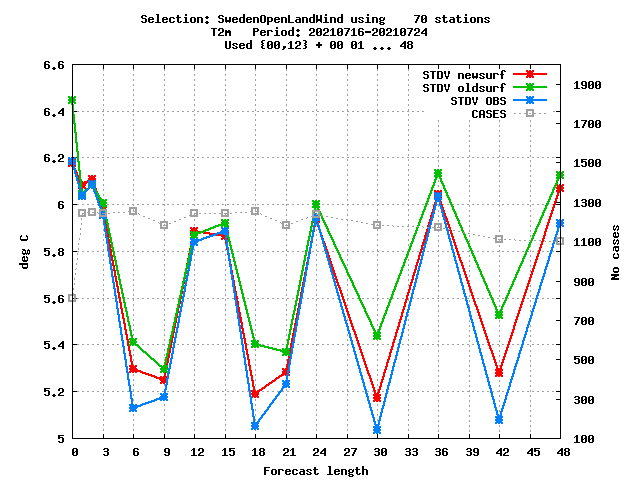 Selection: SwedenOpenLandWind using    70 stations
T2m   Period: 20210716-20210724
Used {00,12} + 00 01 ... 48
STDV newsurf
STDV oldsurf
STDV OBS
CASES
6.6
6.4
6.2
6
5.8
5.6
5.4
5.2
5
deg C
1900
1700
1500
1300
1100
900
700
500
300
100
No cases
0 3 6 9 12 15 18 21 24 27 30 33 36 39 42 45 48
Forecast length